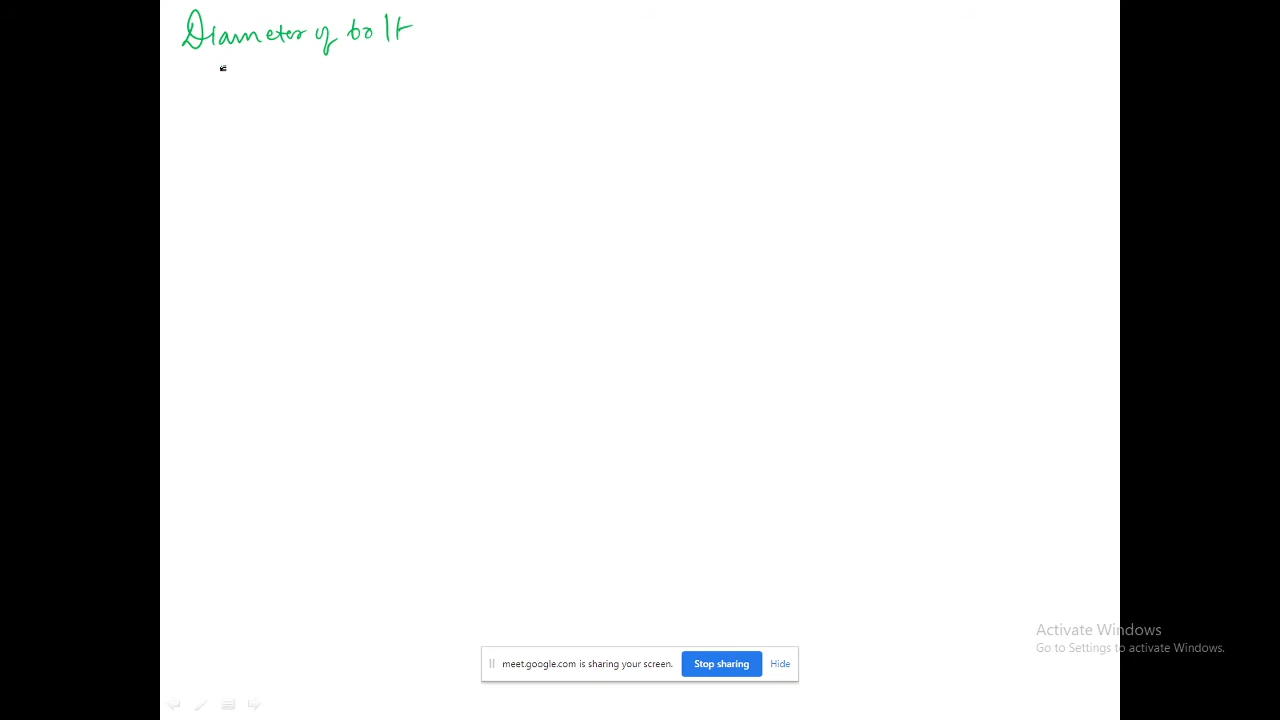 Diameter of bolt
meet.google.com is sharing your screen. Stop sharing Hide
Activate Windows
Go to Settings to activate Windows.